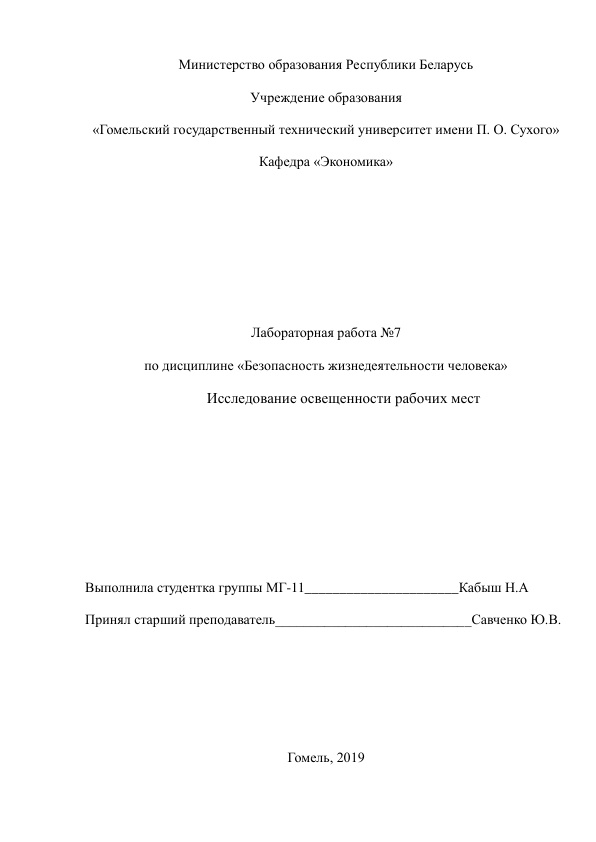 Министерство образования Республики Беларусь
Учреждение образования
«Гомельский государственный технический университет имени П. О. Сухого»
Кафедра «Экономика»
Лабораторная работа №7
по дисциплине «Безопасность жизнедеятельности человека»
Исследование освещенности рабочих мест
Выполнила студентка группы МГ-11______________________Кабыш Н.А
Принял старший преподаватель____________________________Савченко Ю.В.
Гомель, 2019